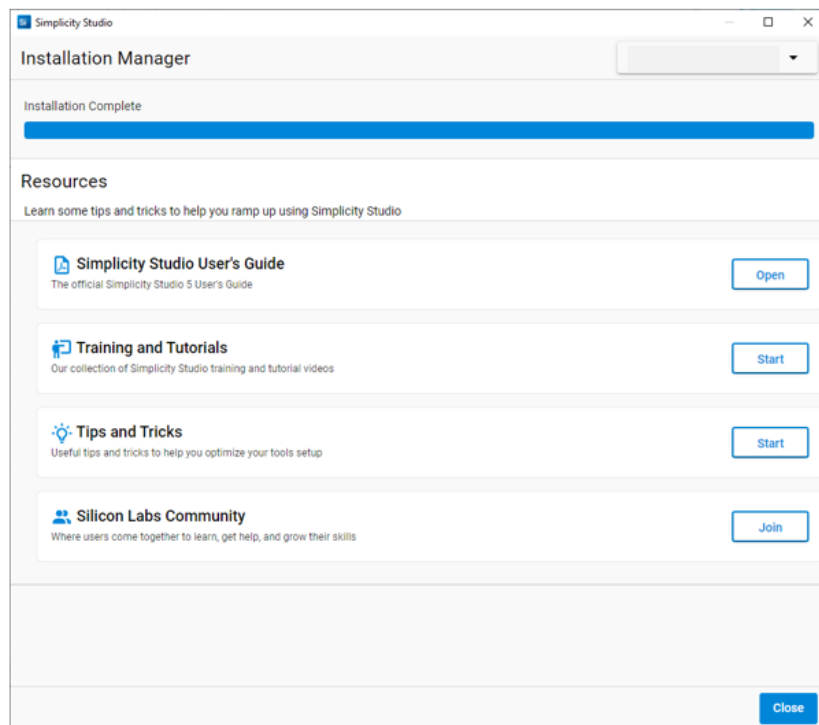 Si Simplicity Studio
Installation Manager
Installation Complete
Resources
Learn some tips and tricks to help you ramp up using Simplicity Studio
Simplicity Studio User's Guide
The official Simplicity Studio 5 User's Guide
Open
Training and Tutorials
Our collection of Simplicity Studio training and tutorial videos
Start
Tips and Tricks
Useful tips and tricks to help you optimize your tools setup
Start
Silicon Labs Community
Where users come together to learn, get help, and grow their skills
Join
Close